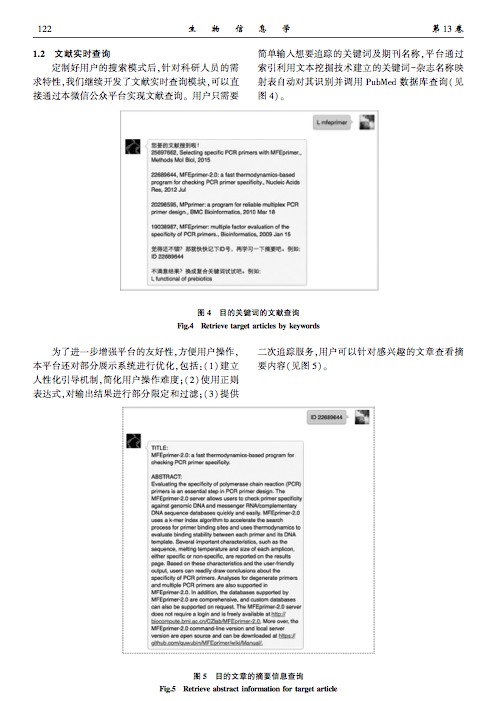 122
生 物 信 息 学
第 13 卷
1.2 文献实时查询
定制好用户的搜索模式后,针对科研人员的需
求特性,我们继续开发了文献实时查询模块,可以直
接通过本微信公众平台实现文献查询。用户只需要
简单输入想要追踪的关键词及期刊名称,平台通过
索引利用文本挖掘技术建立的关键词-杂志名称映
射表自动对其识别并调用 PubMed 数据库查询(见
图 4)。
L mfeprimer
您要的文献搜到啦!
25697662, Selecting specific PCR primers with MFEprimer.,
Methods Mol Biol, 2015
22689644, MFEprimer-2.0: a fast thermodynamics-based
program for checking PCR primer specificity., Nucleic Acids
Res, 2012 Jul
20298595, MPprimer: a program for reliable multiplex PCR
primer design., BMC Bioinformatics, 2010 Mar 18
19038987, MFEprimer: multiple factor evaluation of the
specificity of PCR primers., Bioinformatics, 2009 Jan 15
觉得还不错?那就快快记下ID号,再学习一下摘要吧。例如:
ID 22689644
不满意结果?换成复合关键词试试吧。例如:
L functional of prebiotics
图 4 目的关键词的文献查询
Fig.4 Retrieve target articles by keywords
为了进一步增强平台的友好性,方便用户操作,
本平台还对部分展示系统进行优化,包括:(1)建立
人性化引导机制,简化用户操作难度;(2)使用正则
表达式,对输出结果进行部分限定和过滤;(3)提供
二次追踪服务,用户可以针对感兴趣的文章查看摘
要内容(见图 5)。
ID 22689644
TITLE:
MFEprimer-2.0: a fast thermodynamics-based program for
checking PCR primer specificity.
ABSTRACT:
Evaluating the specificity of polymerase chain reaction (PCR)
primers is an essential step in PCR primer design. The
MFEprimer-2.0 server allows users to check primer specificity
against genomic DNA and messenger RNA/complementary
DNA sequence databases quickly and easily. MFEprimer-2.0
uses a k-mer index algorithm to accelerate the search
process for primer binding sites and uses thermodynamics to
evaluate binding stability between each primer and its DNA
template. Several important characteristics, such as the
sequence, melting temperature and size of each amplicon,
either specific or non-specific, are reported on the results
page. Based on these characteristics and the user-friendly
output, users can readily draw conclusions about the
specificity of PCR primers. Analyses for degenerate primers
and multiple PCR primers are also supported in
MFEprimer-2.0. In addition, the databases supported by
MFEprimer-2.0 are comprehensive, and custom databases
can also be supported on request. The MFEprimer-2.0 server
does not require a login and is freely available at http://
biocompute.bmi.ac.cn/CZlab/MFEprimer-2.0. More over, the
MFEprimer-2.0 command-line version and local server
version are open source and can be downloaded at https://
github.com/quwubin/MFEprimer/wiki/Manual/.
图 5 目的文章的摘要信息查询
Fig.5 Retrieve abstract information for target article